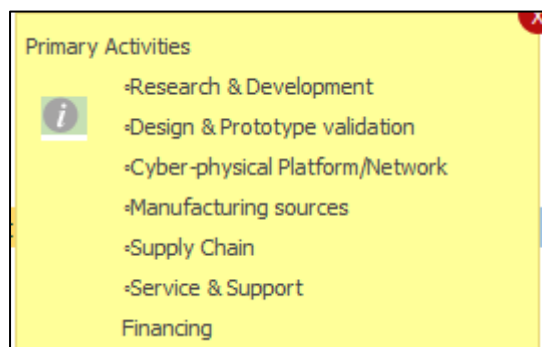 Primary Activities
▫Research & Development
▫Design & Prototype validation
▫Cyber-physical Platform/Network
▫Manufacturing sources
▫Supply Chain
▫Service & Support
Financing